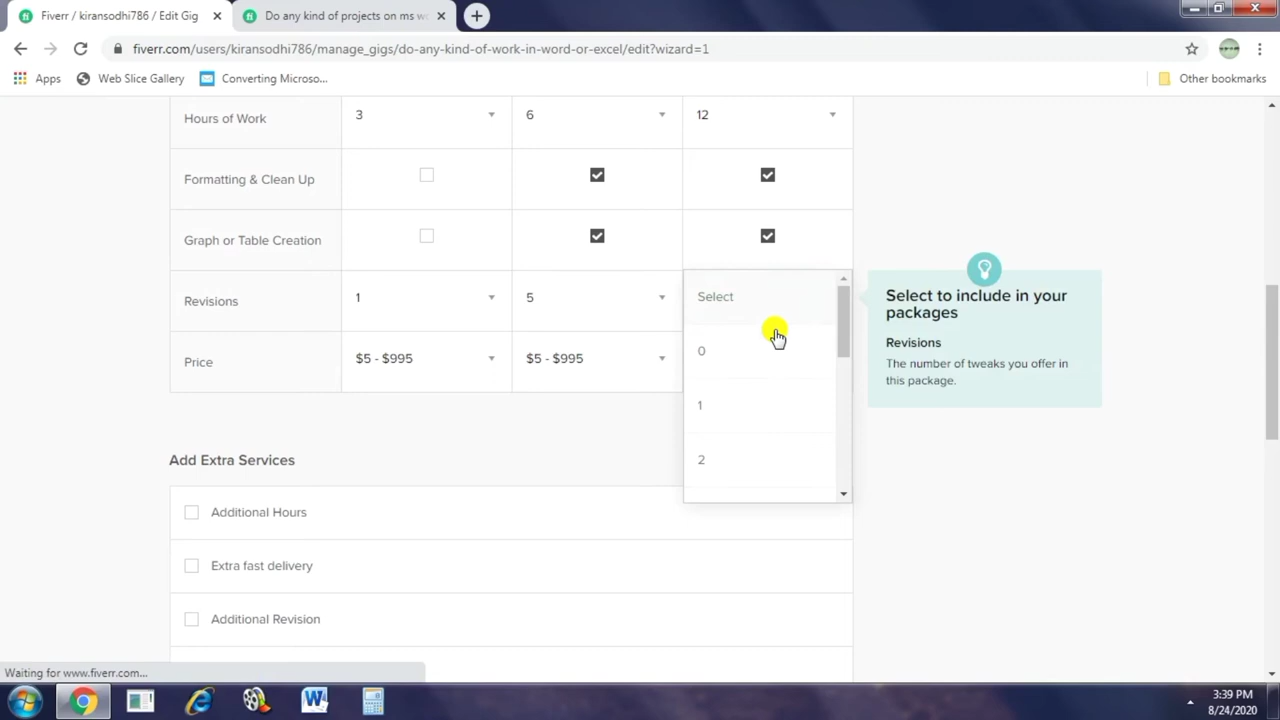 Fiverr / kiransodhi786 / Edit Gig
Do any kind of projects on ms wo
fiverr.com/users/kiransodhi786/manage_gigs/do-any-kind-of-work-in-word-or-excel/edit?wizard=1
Apps Web Slice Gallery Converting Microso... Other bookmarks
Hours of Work 3 6 12
Formatting & Clean Up
Graph or Table Creation
Revisions 1 5 Select
Price $5 - $995 $5 - $995
0
1
2
Select to include in your
packages
Revisions
The number of tweaks you offer in
this package.
Add Extra Services
Additional Hours
Extra fast delivery
Additional Revision
Waiting for www.fiverr.com...
3:39 PM
8/24/2020